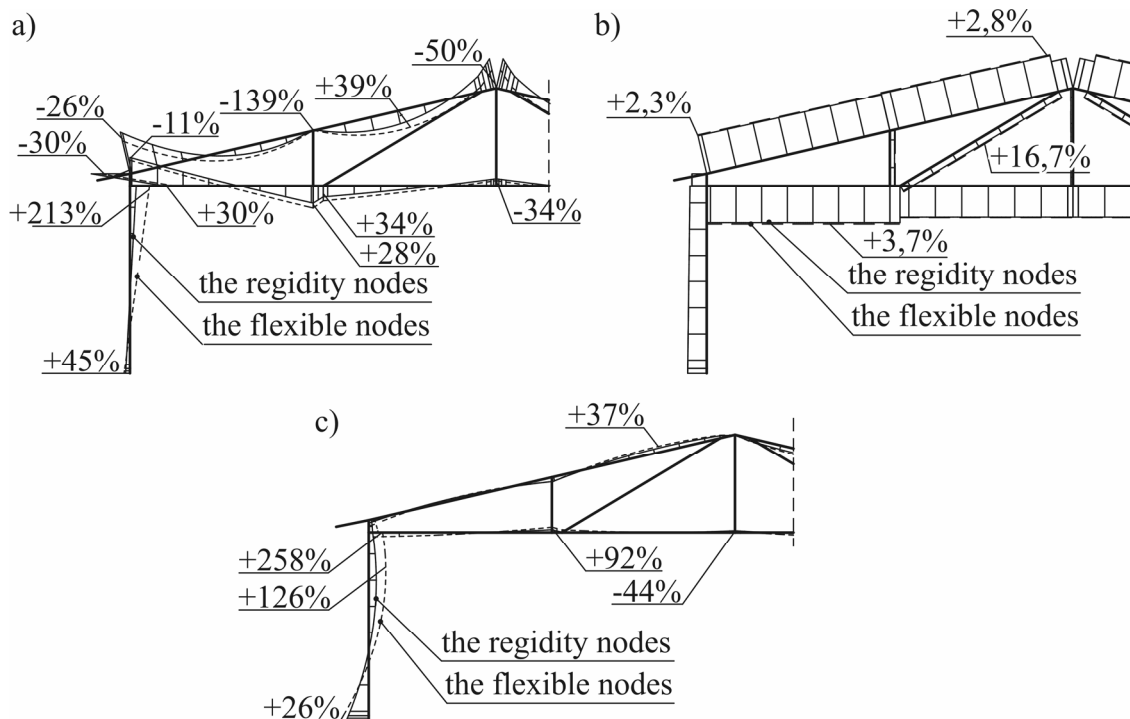 a)
-50%
+39%
-139%
-26%
-11%
-30%
+213%
+30%
+34%
+28%
-34%
the regidity nodes
the flexible nodes
+45%
b)
+2,8%
+2,3%
+16,7%
+3,7%
the regidity nodes
the flexible nodes
c)
+37%
+258%
+126%
+92%
-44%
the regidity nodes
the flexible nodes
+26%